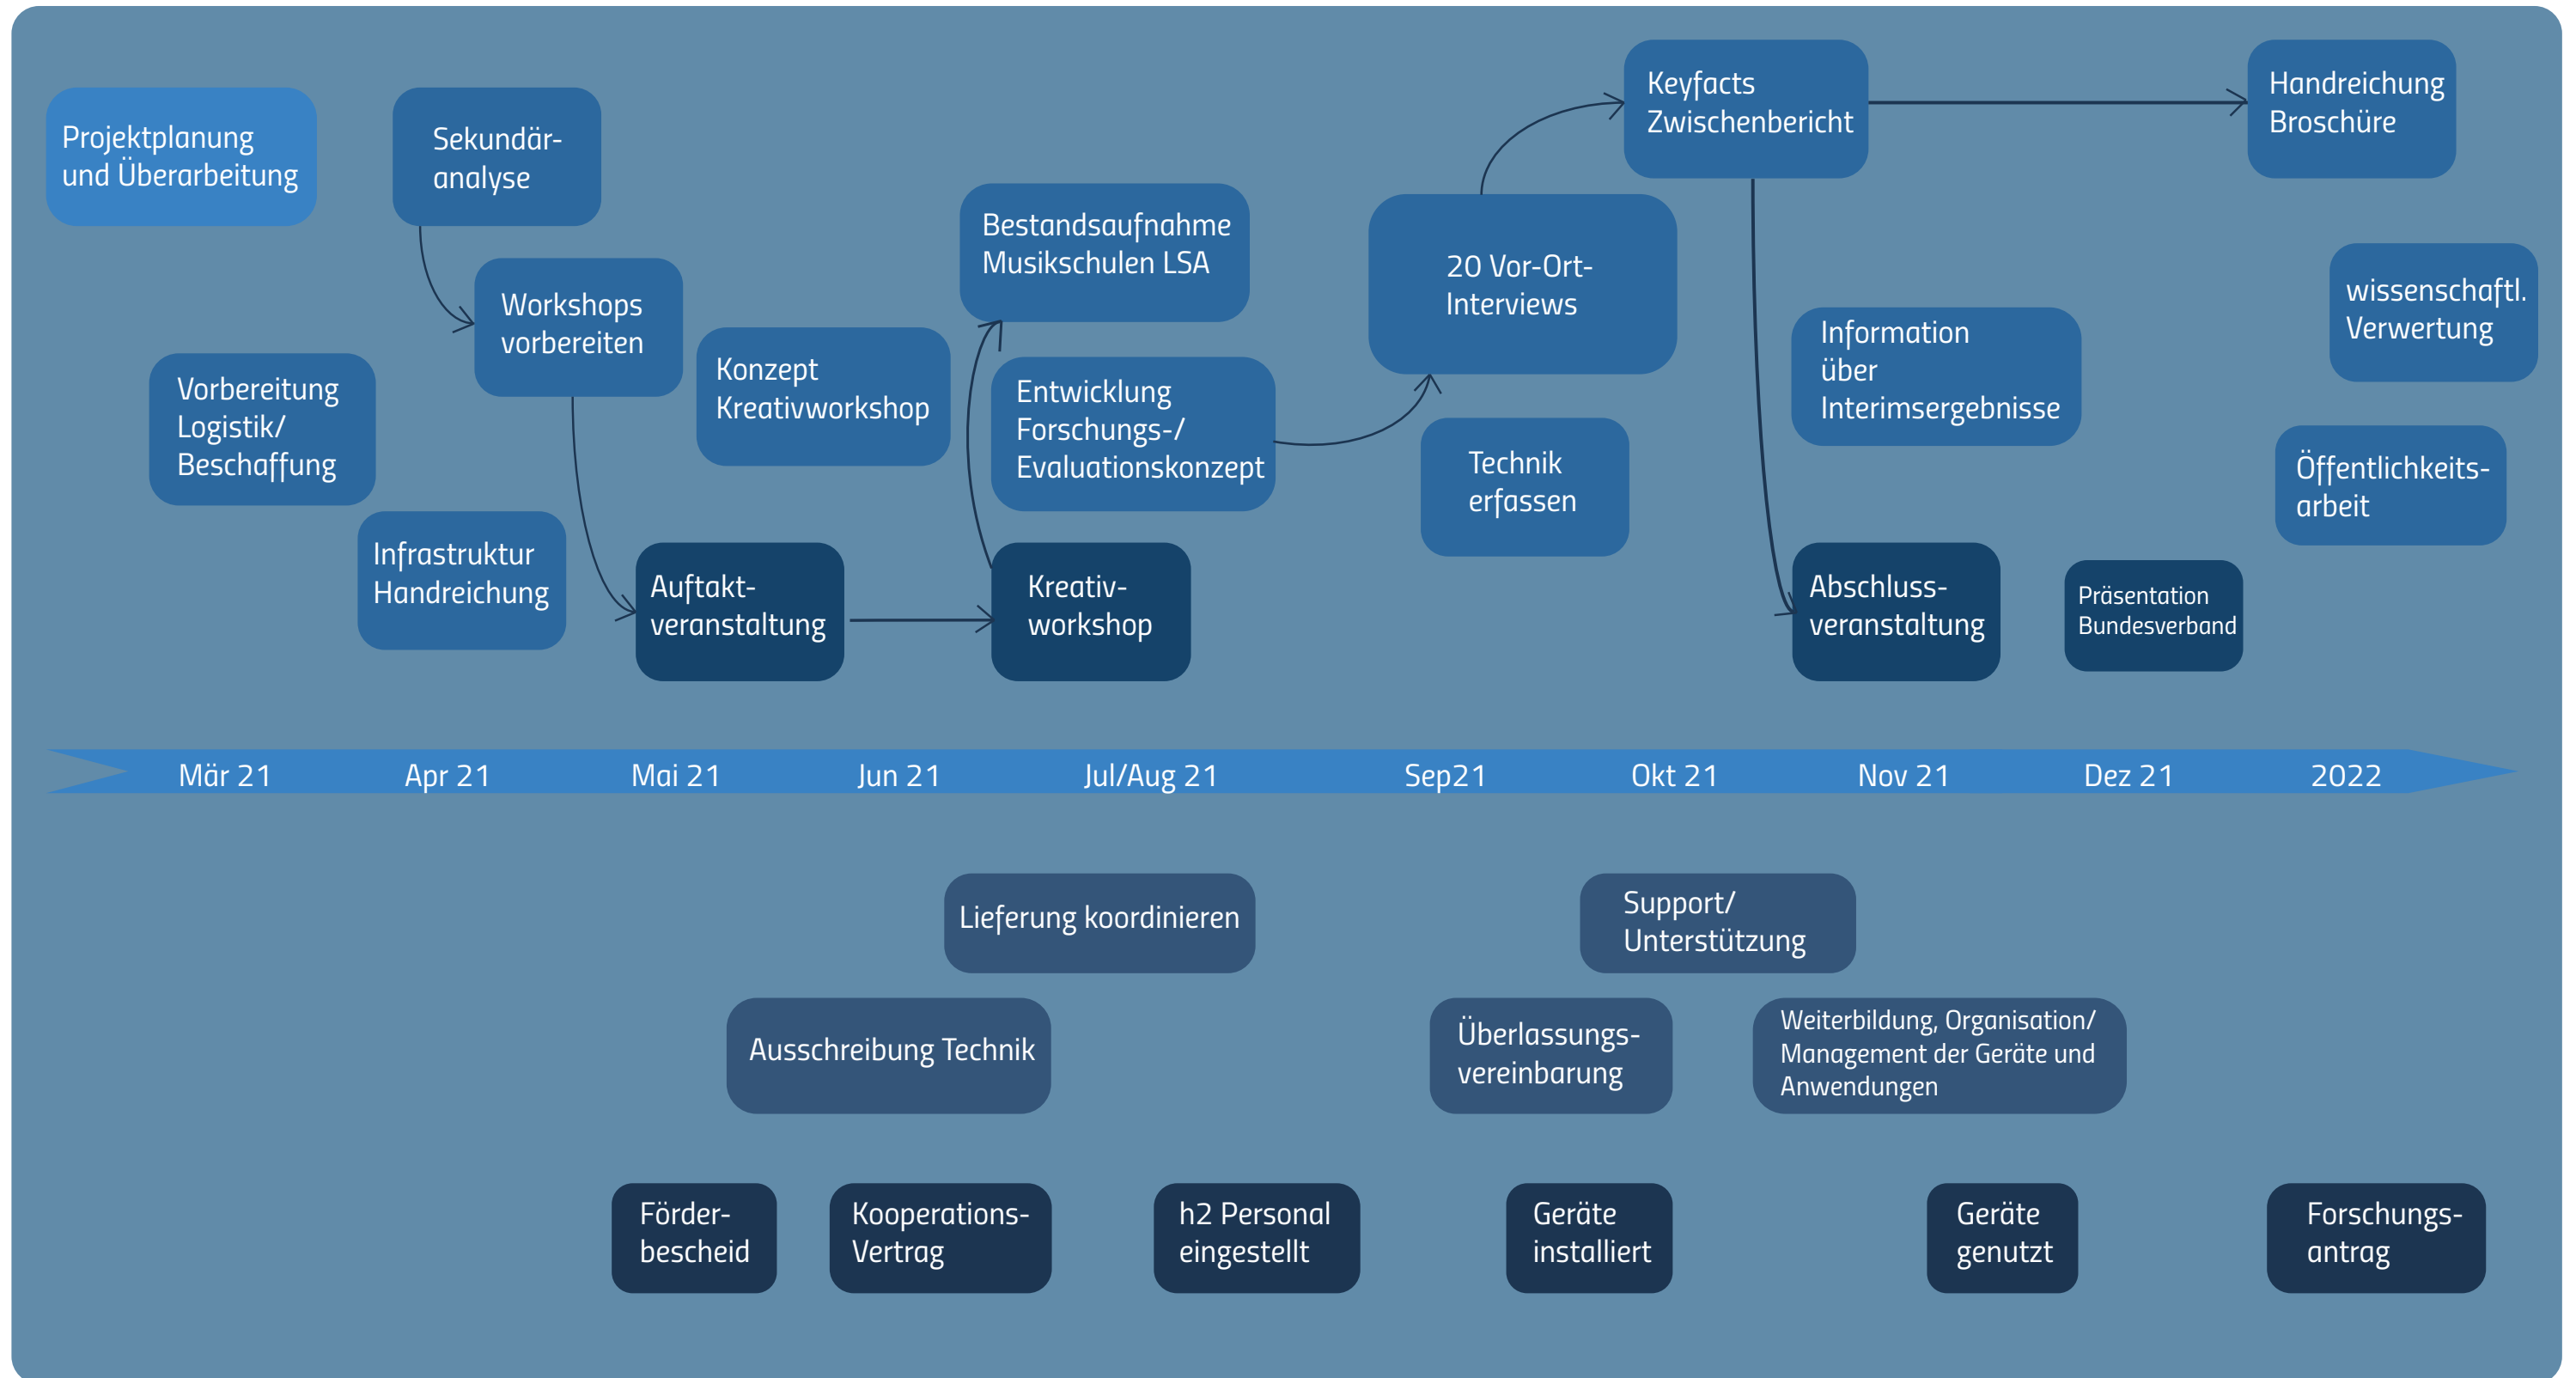 Projektplanung
und Überarbeitung
Sekundär-
analyse
Keyfacts
Zwischenbericht
Handreichung
Broschüre
Workshops
vorbereiten
Bestandsaufnahme
Musikschulen LSA
20 Vor-Ort-
Interviews
wissenschaftl.
Verwertung
Vorbereitung
Logistik/
Beschaffung
Konzept
Kreativworkshop
Entwicklung
Forschungs-/
Evaluationskonzept
Technik
erfassen
Information
über
Interimsergebnisse
Öffentlichkeits-
arbeit
Infrastruktur
Handreichung
Auftakt-
veranstaltung
Kreativ-
workshop
Abschluss-
veranstaltung
Präsentation
Bundesverband
Mär 21
Apr 21
Mai 21
Jun 21
Jul/Aug 21
Sep21
Okt 21
Nov 21
Dez 21
2022
Lieferung koordinieren
Support/
Unterstützung
Ausschreibung Technik
Überlassungs-
vereinbarung
Weiterbildung, Organisation/
Management der Geräte und
Anwendungen
Förder-
bescheid
Kooperations-
Vertrag
h2 Personal
eingestellt
Geräte
installiert
Geräte
genutzt
Forschungs-
antrag